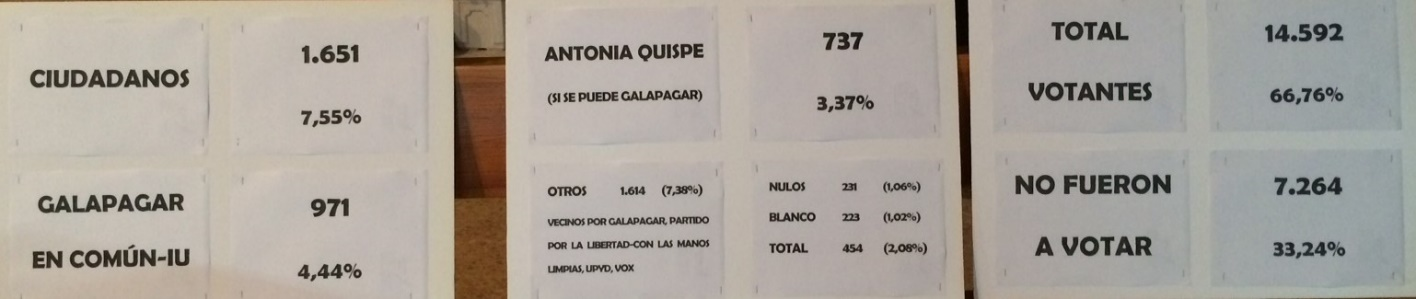 CIUDADANOS
1.651
7,55%
GALAPAGAR
EN COMÚN-IU
971
4,44%
ANTONIA QUISPE
(SI SE PUEDE GALAPAGAR)
737
3,37%
OTROS 1.614 (7,38%)
VECINOS POR GALAPAGAR, PARTIDO
POR LA LIBERTAD-CON LAS MANOS
LIMPIAS, UPYD, VOX
NULOS 231 (1,06%)
BLANCO 223 (1,02%)
TOTAL 454 (2,08%)
TOTAL
VOTANTES
14.592
66,76%
NO FUERON
A VOTAR
7.264
33,24%